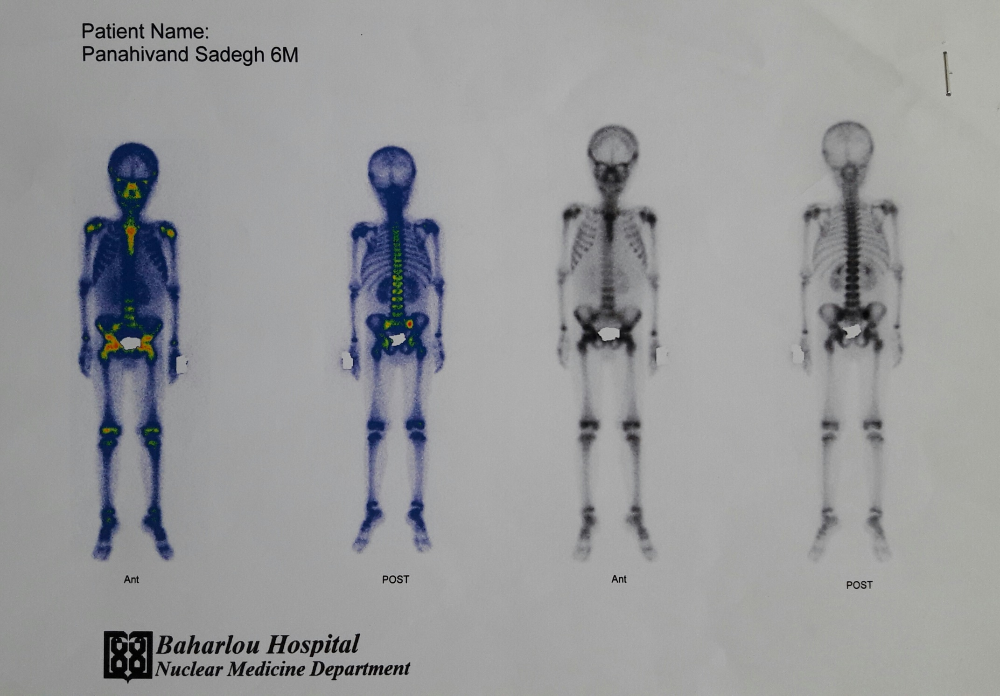 Patient Name:
Panahivand Sadegh 6M
Ant
POST
Ant
POST
Baharlou Hospital
Nuclear Medicine Department